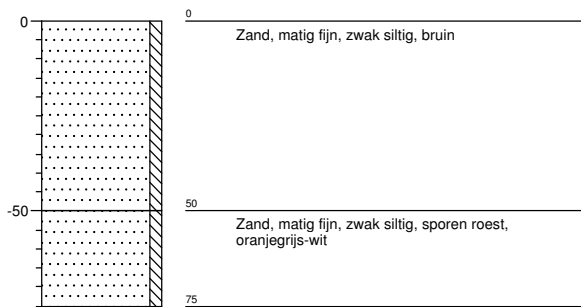 0
0
Zand, matig fijn, zwak siltig, bruin
-50
50
Zand, matig fijn, zwak siltig, sporen roest,
oranjegrijs-wit
75